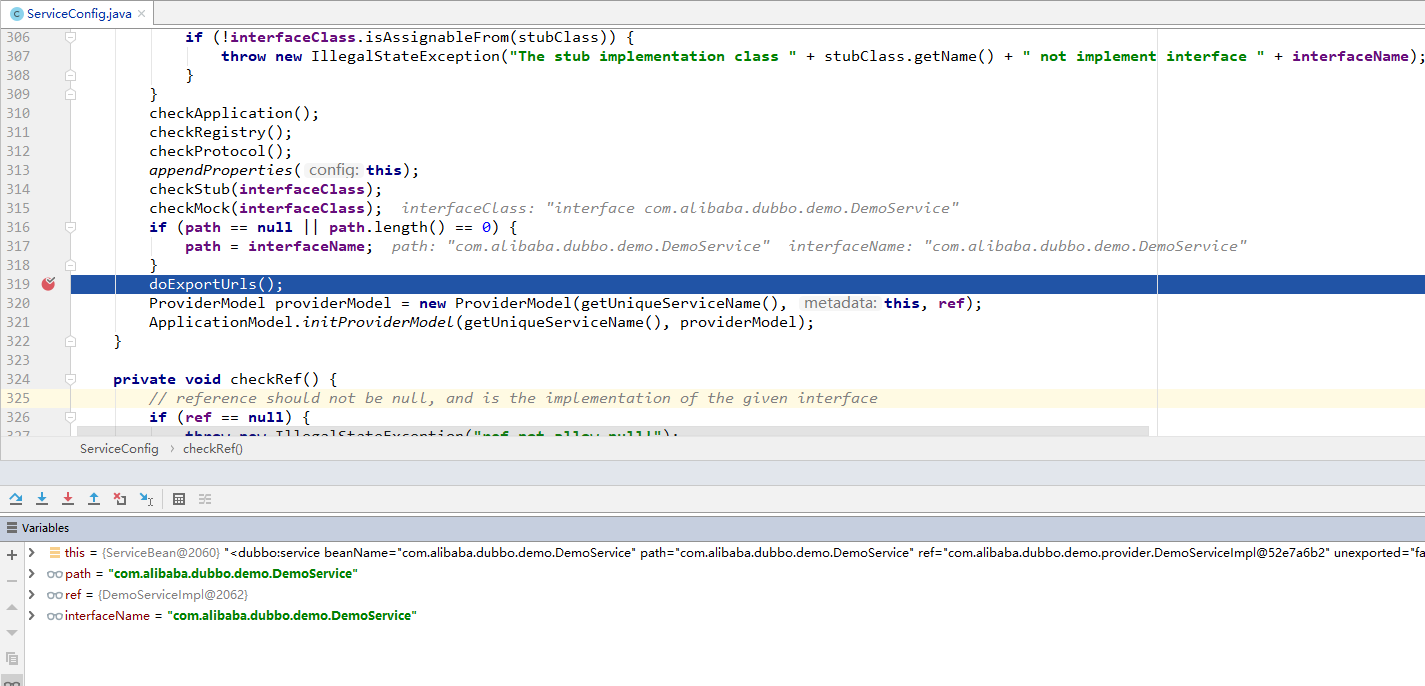 ServiceConfig.java
306 if (!interfaceClass.isAssignableFrom(stubClass)) {
307 throw new IllegalStateException("The stub implementation class " + stubClass.getName() + " not implement interface " + interfaceName);
308 }
309 }
310 checkApplication();
311 checkRegistry();
312 checkProtocol();
313 appendProperties( config: this);
314 checkStub(interfaceClass);
315 checkMock(interfaceClass); interfaceClass: "interface com.alibaba.dubbo.demo.DemoService"
316 if (path == null || path.length() == 0) {
317 path = interfaceName; path: "com.alibaba.dubbo.demo.DemoService" interfaceName: "com.alibaba.dubbo.demo.DemoService"
318 }
319 doExportUrls();
320 ProviderModel providerModel = new ProviderModel(getUniqueServiceName(), metadata: this, ref);
321 ApplicationModel.initProviderModel(getUniqueServiceName(), providerModel);
322 }
323
324 private void checkRef() {
325 // reference should not be null, and is the implementation of the given interface
326 if (ref == null) {
327 throw new IllegalStateException("ref not allow null!");
ServiceConfig › checkRef()
Variables
this = {ServiceBean@2060} "<dubbo:service beanName="com.alibaba.dubbo.demo.DemoService" path="com.alibaba.dubbo.demo.DemoService" ref="com.alibaba.dubbo.demo.provider.DemoServiceImpl@52e7a6b2" unexported="fa
path = "com.alibaba.dubbo.demo.DemoService"
ref = {DemoServiceImpl@2062}
interfaceName = "com.alibaba.dubbo.demo.DemoService"